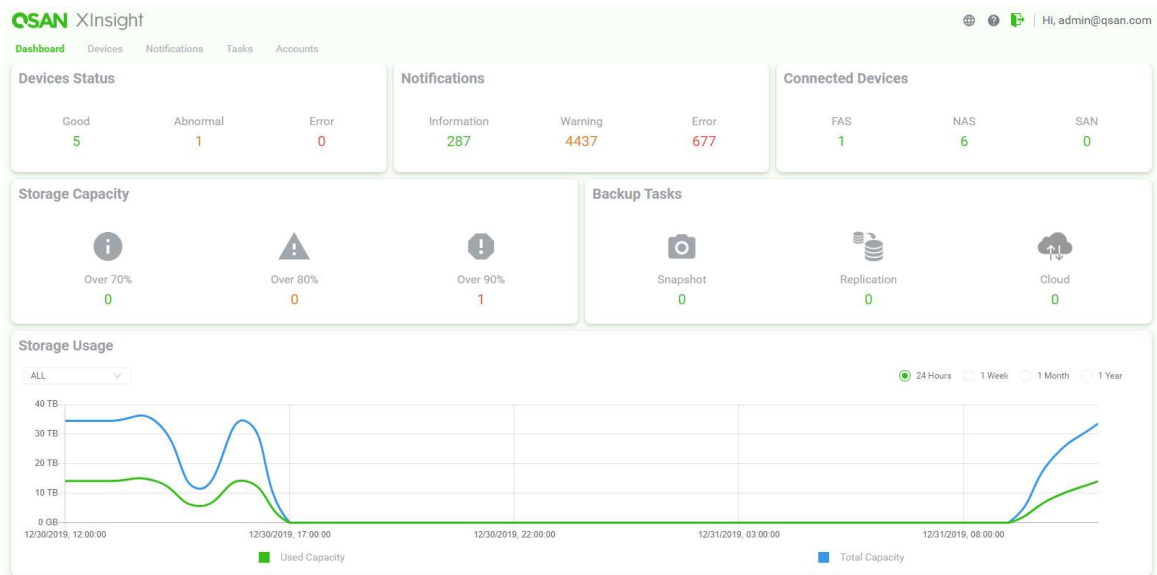 QSAN XInsight
Hi, admin@qsan.com
Dashboard Devices Notifications Tasks Accounts
Devices Status
Good Abnormal Error
5 1 0
Notifications
Information Warning Error
287 4437 677
Connected Devices
FAS NAS SAN
1 6 0
Storage Capacity
Over 70% Over 80% Over 90%
0 0 1
Backup Tasks
Snapshot Replication Cloud
0 0 0
Storage Usage
ALL
24 Hours 1 Week 1 Month 1 Year
40 TB
30 TB
20 TB
10 TB
0 GB
12/30/2019, 12:00:00 12/30/2019, 17:00:00 12/30/2019, 22:00:00 12/31/2019, 03:00:00 12/31/2019, 08:00:00
Used Capacity Total Capacity